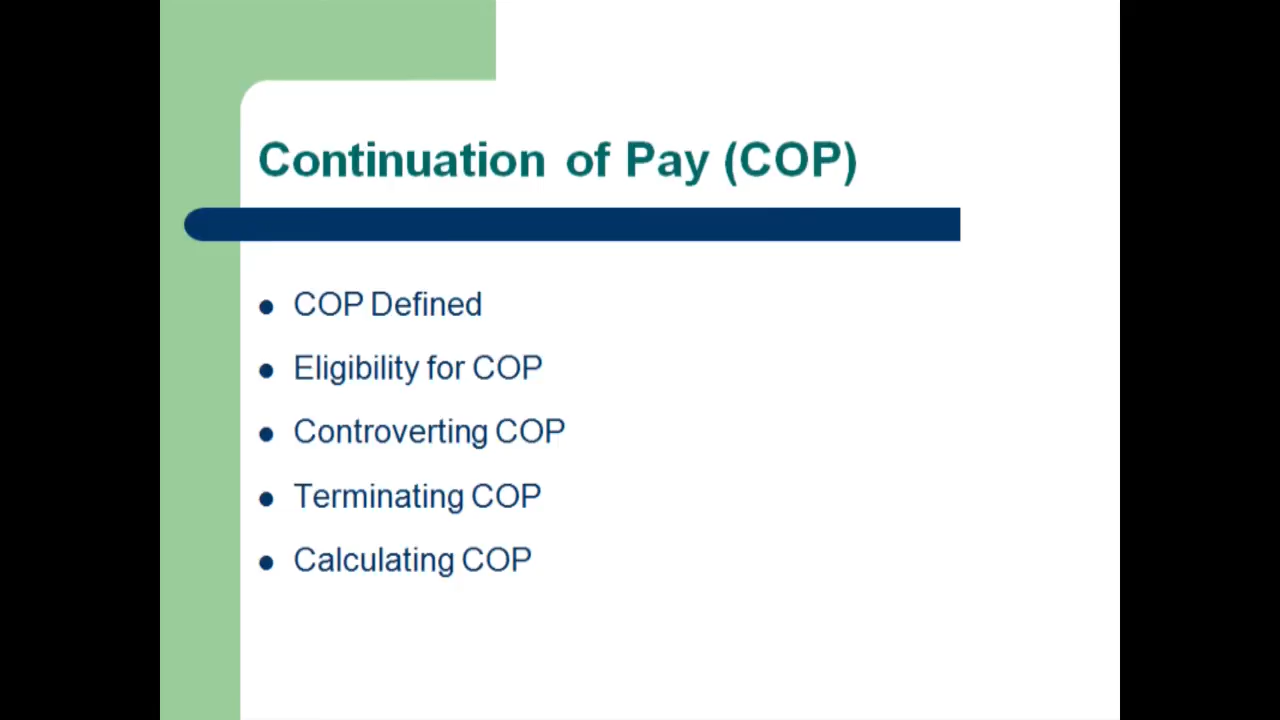 Continuation of Pay (COP)
COP Defined
Eligibility for COP
Controverting COP
Terminating COP
Calculating COP